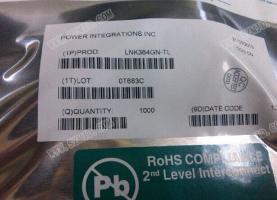 POWER INTEGRATIONS INC
(1P)PROD: LNK364GN-TL
(1T)LOT: 0T663C
(Q)QUANTITY: 1000 (9D)DATE CODE
Pb
RoHS COMPLIANCE
2nd Level Interconnect